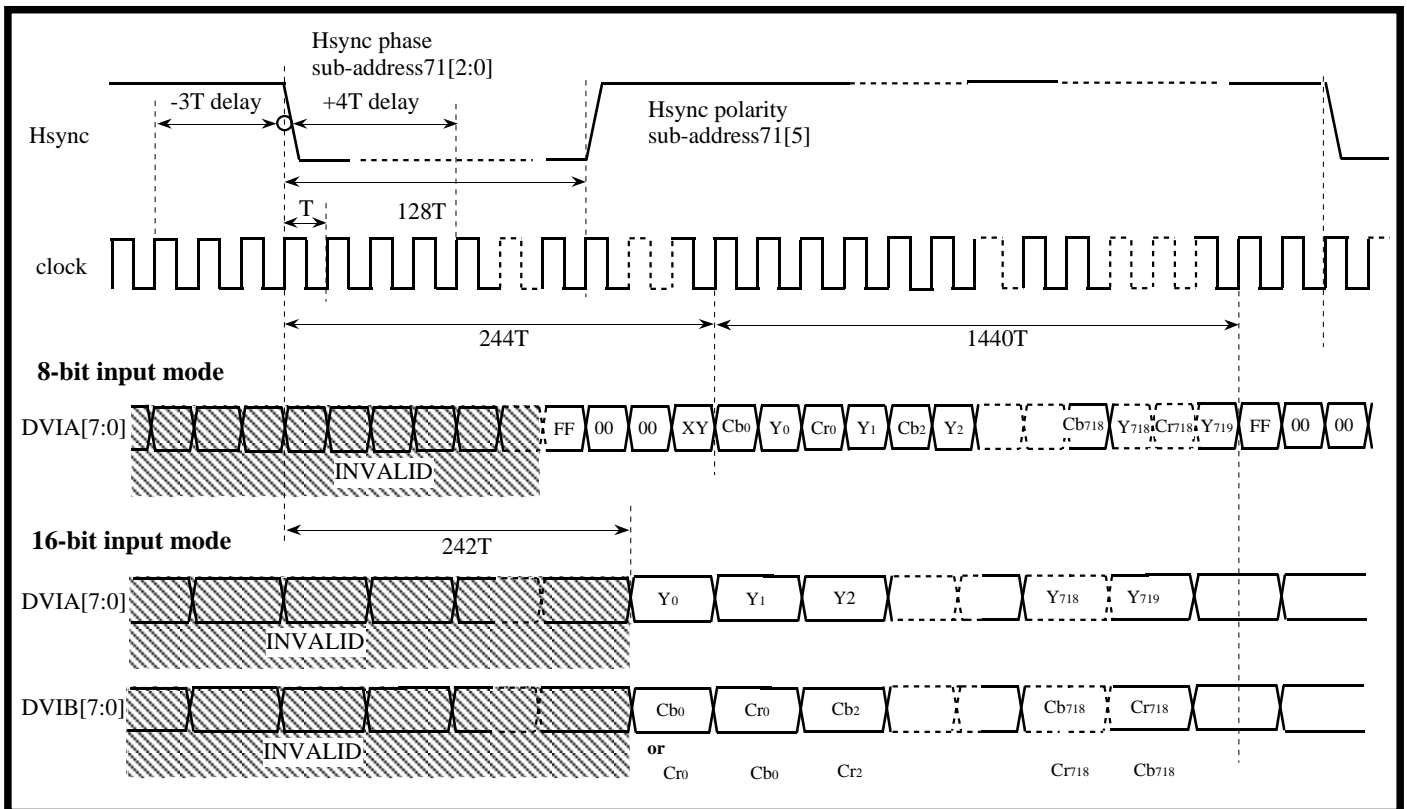 Hsync phase
sub-address71[2:0]
-3T delay
+4T delay
Hsync polarity
sub-address71[5]
Hsync
T
128T
clock
244T
1440T
8-bit input mode
DVIA[7:0] FF 00 00 XY Cb0 Y0 Cr0 Y1 Cb2 Y2 Cb718 Y718 Cr718 Y719 FF 00 00
INVALID
16-bit input mode
242T
DVIA[7:0] Y0 Y1 Y2 Y718 Y719
INVALID
DVIB[7:0] Cb0 Cr0 Cb2 Cb718 Cr718
INVALID
or
Cr0 Cb0 Cr2 Cr718 Cb718